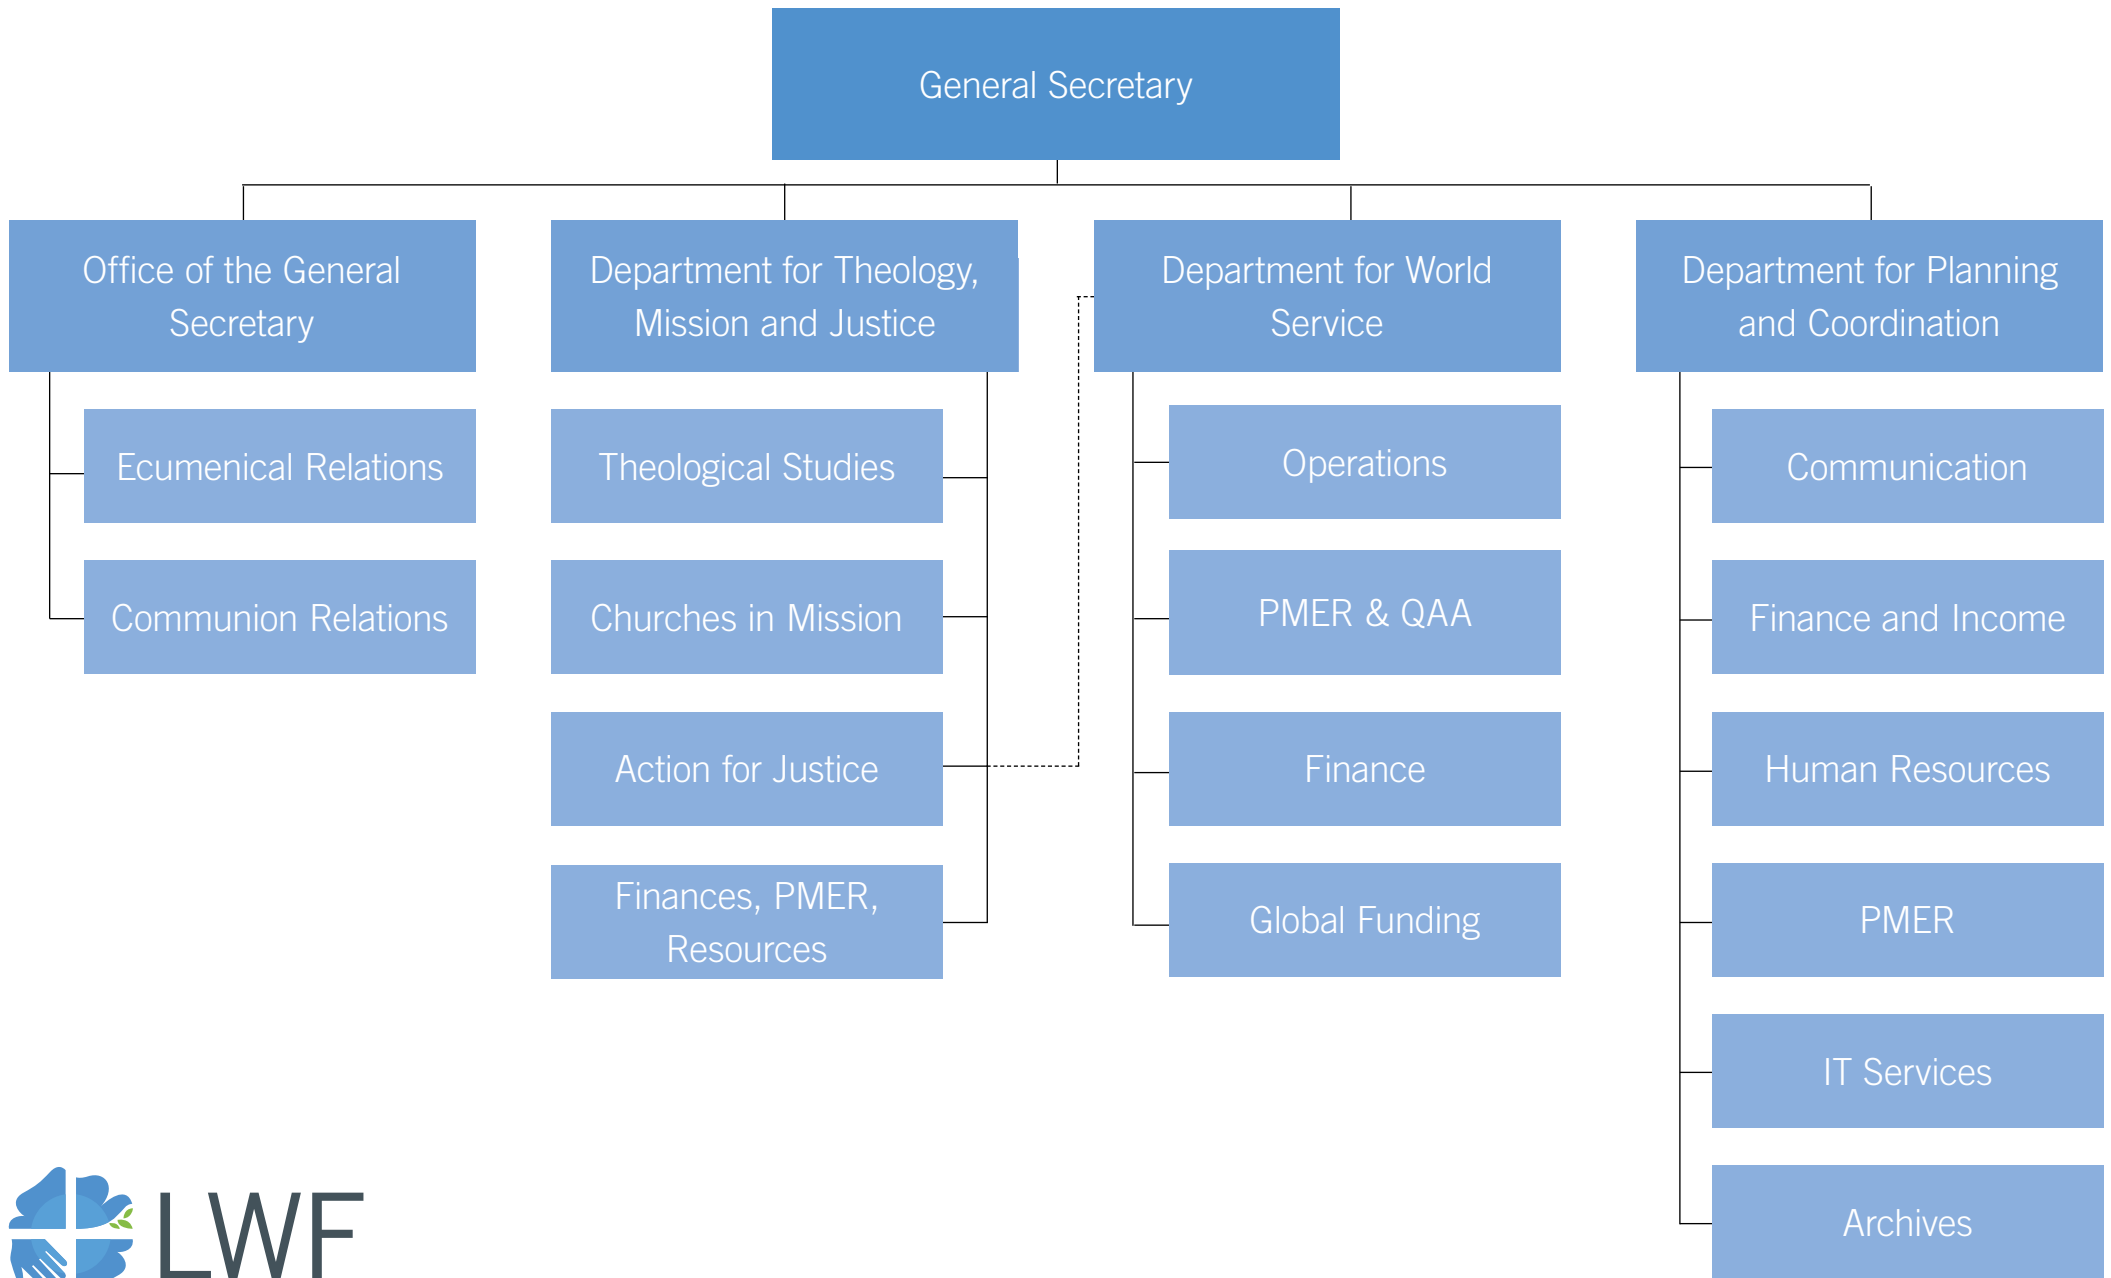 General Secretary
Office of the General
Secretary
Ecumenical Relations
Communion Relations
Department for Theology,
Mission and Justice
Theological Studies
Churches in Mission
Action for Justice
Finances, PMER,
Resources
Department for World
Service
Operations
PMER & QAA
Finance
Global Funding
Department for Planning
and Coordination
Communication
Finance and Income
Human Resources
PMER
IT Services
Archives
LWF